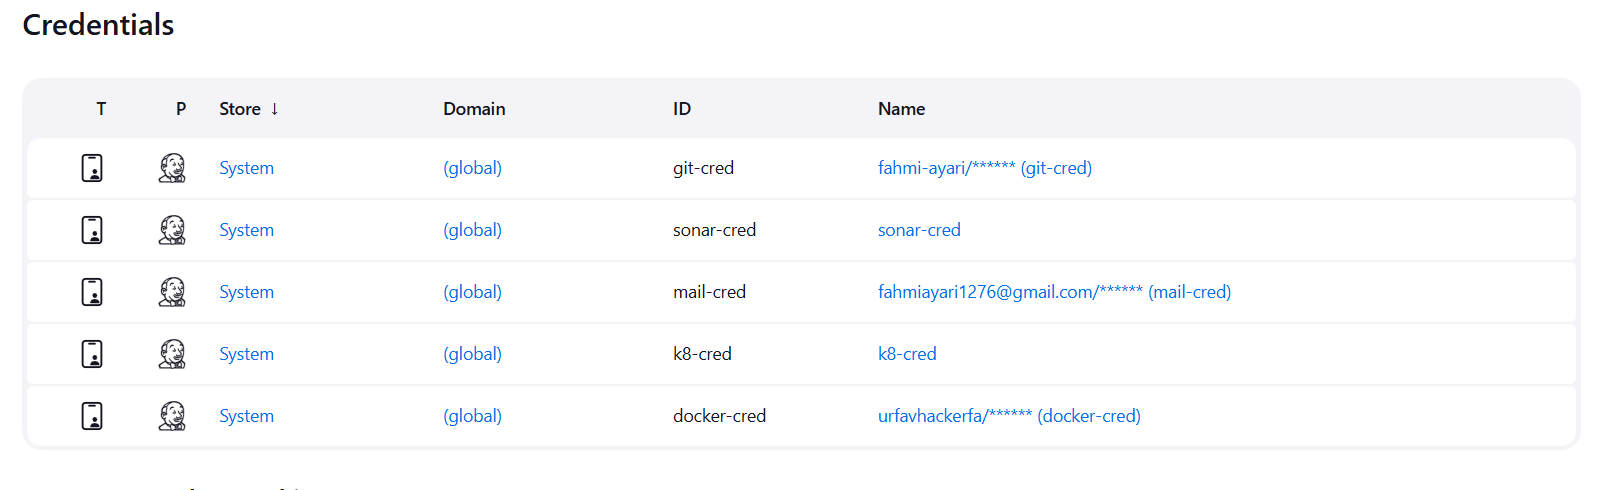 Credentials
T P Store ↓ Domain ID Name
System (global) git-cred fahmi-ayari/****** (git-cred)
System (global) sonar-cred sonar-cred
System (global) mail-cred fahmiayari1276@gmail.com/****** (mail-cred)
System (global) k8-cred k8-cred
System (global) docker-cred urfavhackerfa/****** (docker-cred)